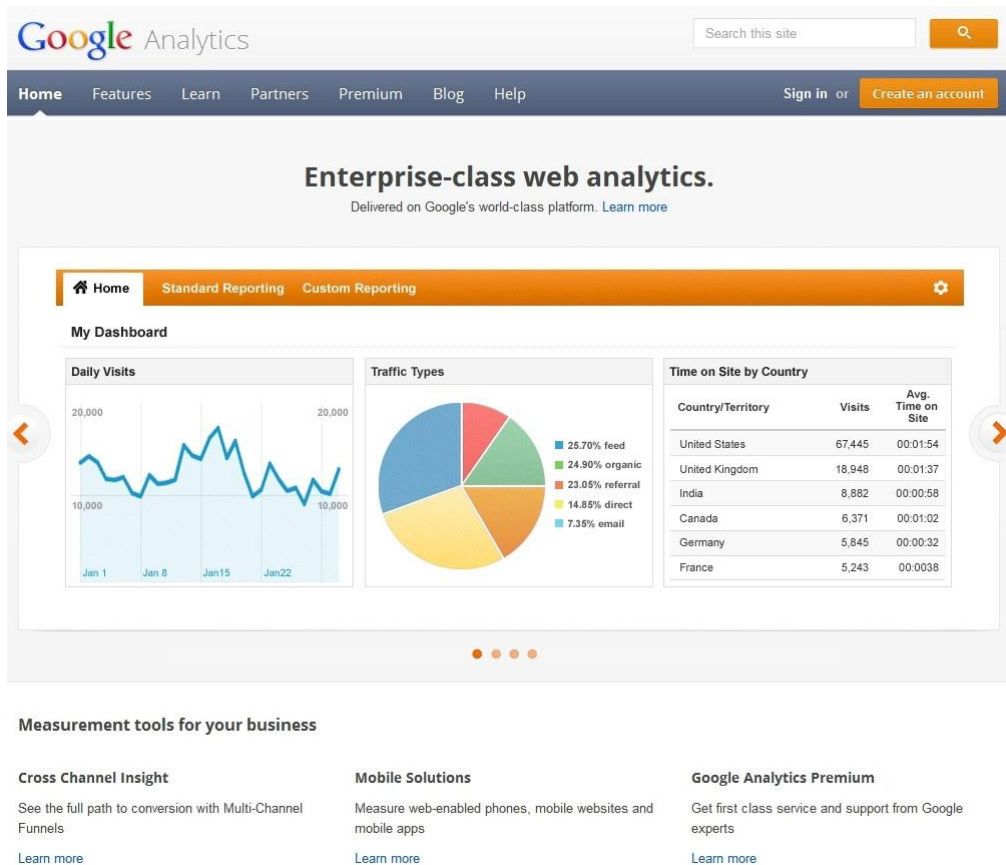 Google Analytics
Search this site
Home Features Learn Partners Premium Blog Help Sign in or Create an account
Enterprise-class web analytics.
Delivered on Google's world-class platform. Learn more
Home Standard Reporting Custom Reporting
My Dashboard
Daily Visits
20,000 20,000
10,000 10,000
Jan 1 Jan 8 Jan15 Jan22
Traffic Types
25.70% feed
24.90% organic
23.05% referral
14.85% direct
7.35% email
Time on Site by Country
Country/Territory Visits Avg. Time on Site
United States 67,445 00:01:54
United Kingdom 18,948 00:01:37
India 8,882 00:00:58
Canada 6,371 00:01:02
Germany 5,845 00:00:32
France 5,243 00:0038
Measurement tools for your business
Cross Channel Insight
See the full path to conversion with Multi-Channel
Funnels
Learn more
Mobile Solutions
Measure web-enabled phones, mobile websites and
mobile apps
Learn more
Google Analytics Premium
Get first class service and support from Google
experts
Learn more